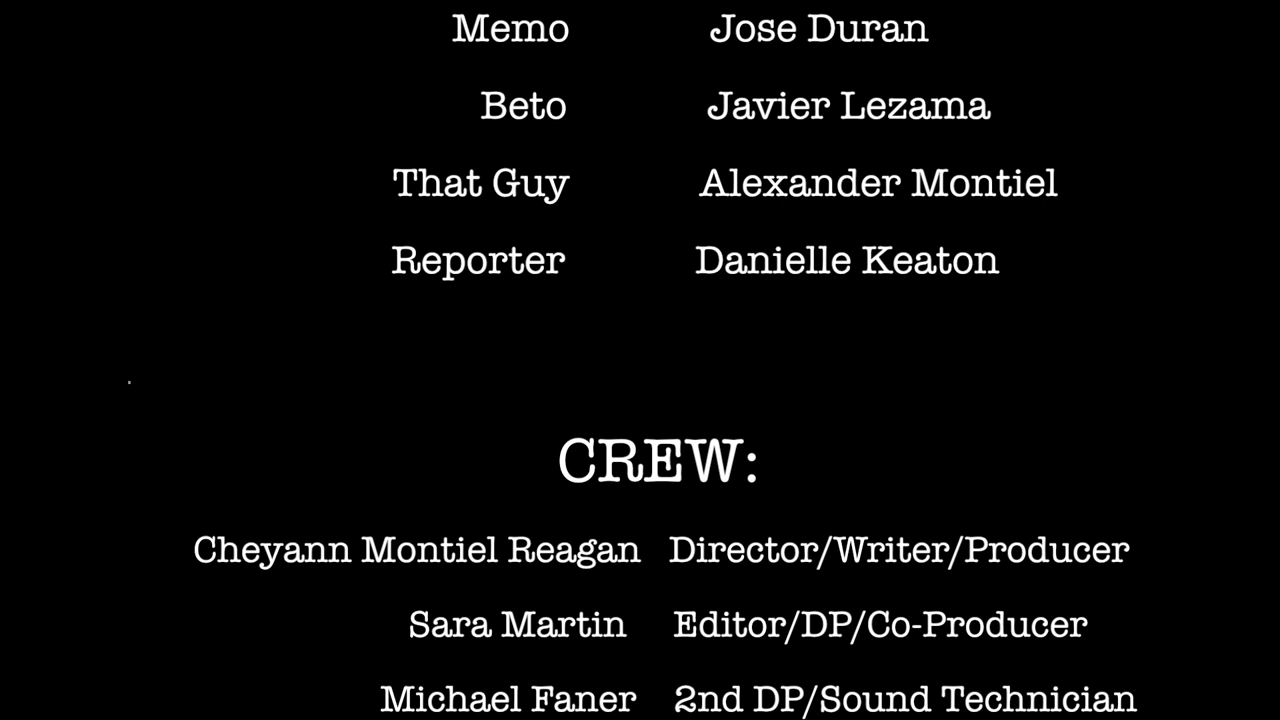 Memo Jose Duran
Beto Javier Lezama
That Guy Alexander Montiel
Reporter Danielle Keaton
.
CREW:
Cheyann Montiel Reagan Director/Writer/Producer
Sara Martin Editor/DP/Co-Producer
Michael Faner 2nd DP/Sound Technician